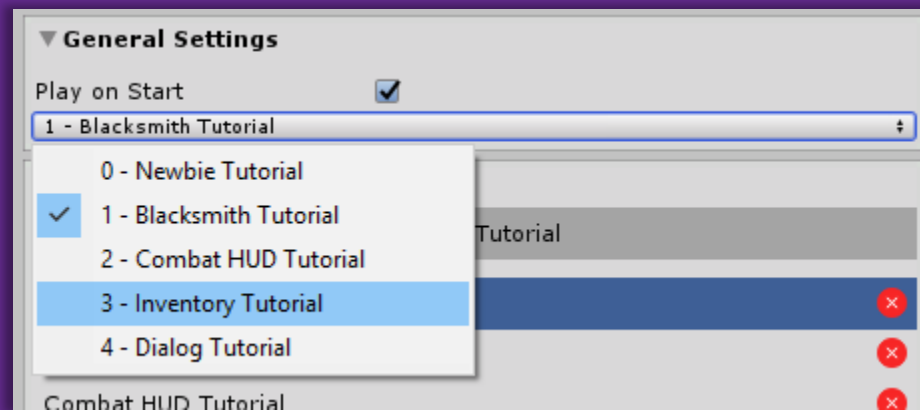 General Settings
Play on Start
1 - Blacksmith Tutorial
0 - Newbie Tutorial
1 - Blacksmith Tutorial
Tutorial
2 - Combat HUD Tutorial
3 - Inventory Tutorial
4 - Dialog Tutorial
Combat HUD Tutorial